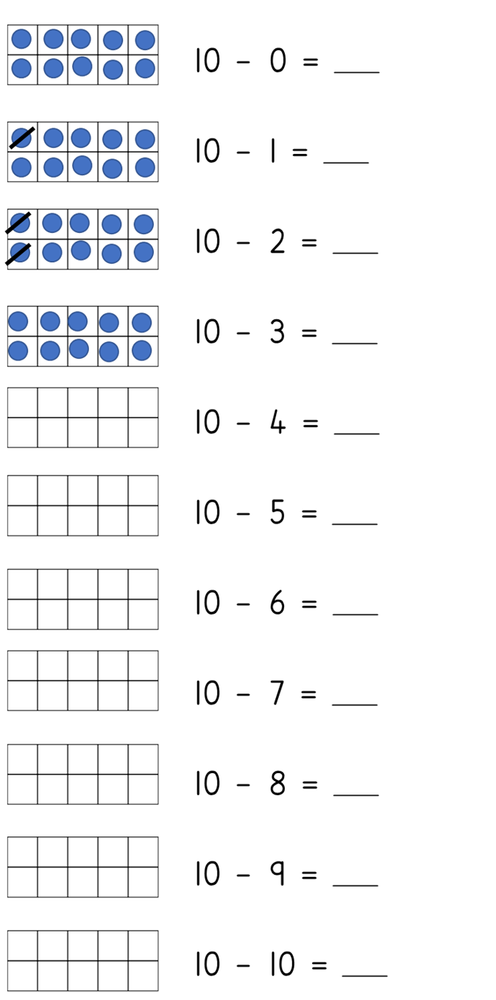 10 - 0 = ___
10 - 1 = ___
10 - 2 = ___
10 - 3 = ___
10 - 4 = ___
10 - 5 = ___
10 - 6 = ___
10 - 7 = ___
10 - 8 = ___
10 - 9 = ___
10 - 10 = ___